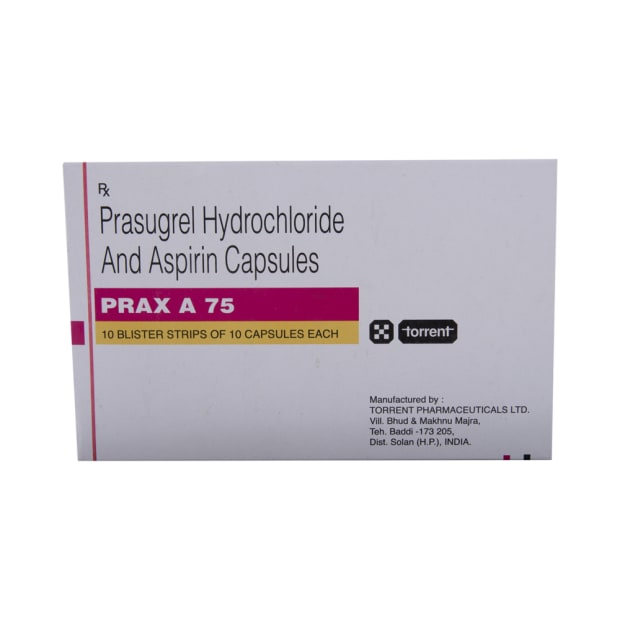 Rx
Prasugrel Hydrochloride
And Aspirin Capsules
PRAX A 75
10 BLISTER STRIPS OF 10 CAPSULES EACH
torrent
Manufactured by :
TORRENT PHARMACEUTICALS LTD.
Vill. Bhud & Makhnu Majra,
Teh. Baddi -173 205,
Dist. Solan (H.P.), INDIA.